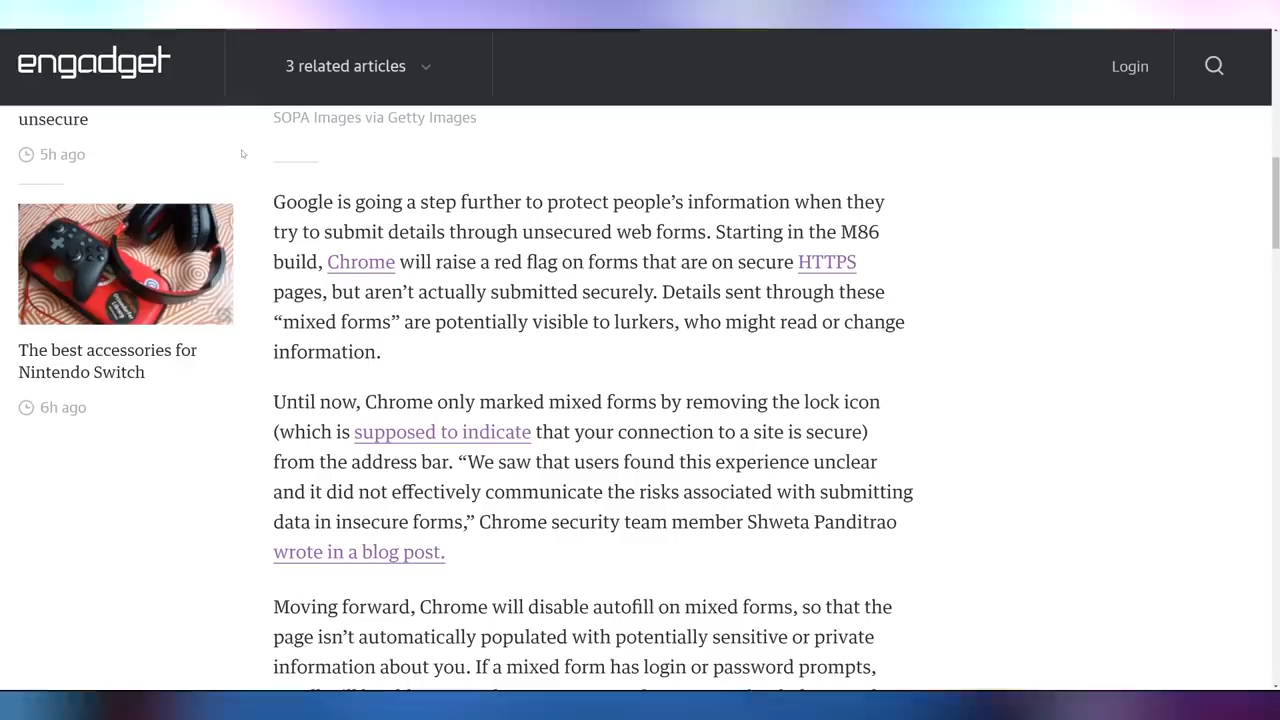 engadget
3 related articles
Login
unsecure
5h ago
The best accessories for
Nintendo Switch
6h ago
SOPA Images via Getty Images
Google is going a step further to protect people’s information when they
try to submit details through unsecured web forms. Starting in the M86
build, Chrome will raise a red flag on forms that are on secure HTTPS
pages, but aren’t actually submitted securely. Details sent through these
“mixed forms” are potentially visible to lurkers, who might read or change
information.
Until now, Chrome only marked mixed forms by removing the lock icon
(which is supposed to indicate that your connection to a site is secure)
from the address bar. “We saw that users found this experience unclear
and it did not effectively communicate the risks associated with submitting
data in insecure forms,” Chrome security team member Shweta Panditrao
wrote in a blog post.
Moving forward, Chrome will disable autofill on mixed forms, so that the
page isn’t automatically populated with potentially sensitive or private
information about you. If a mixed form has login or password prompts,